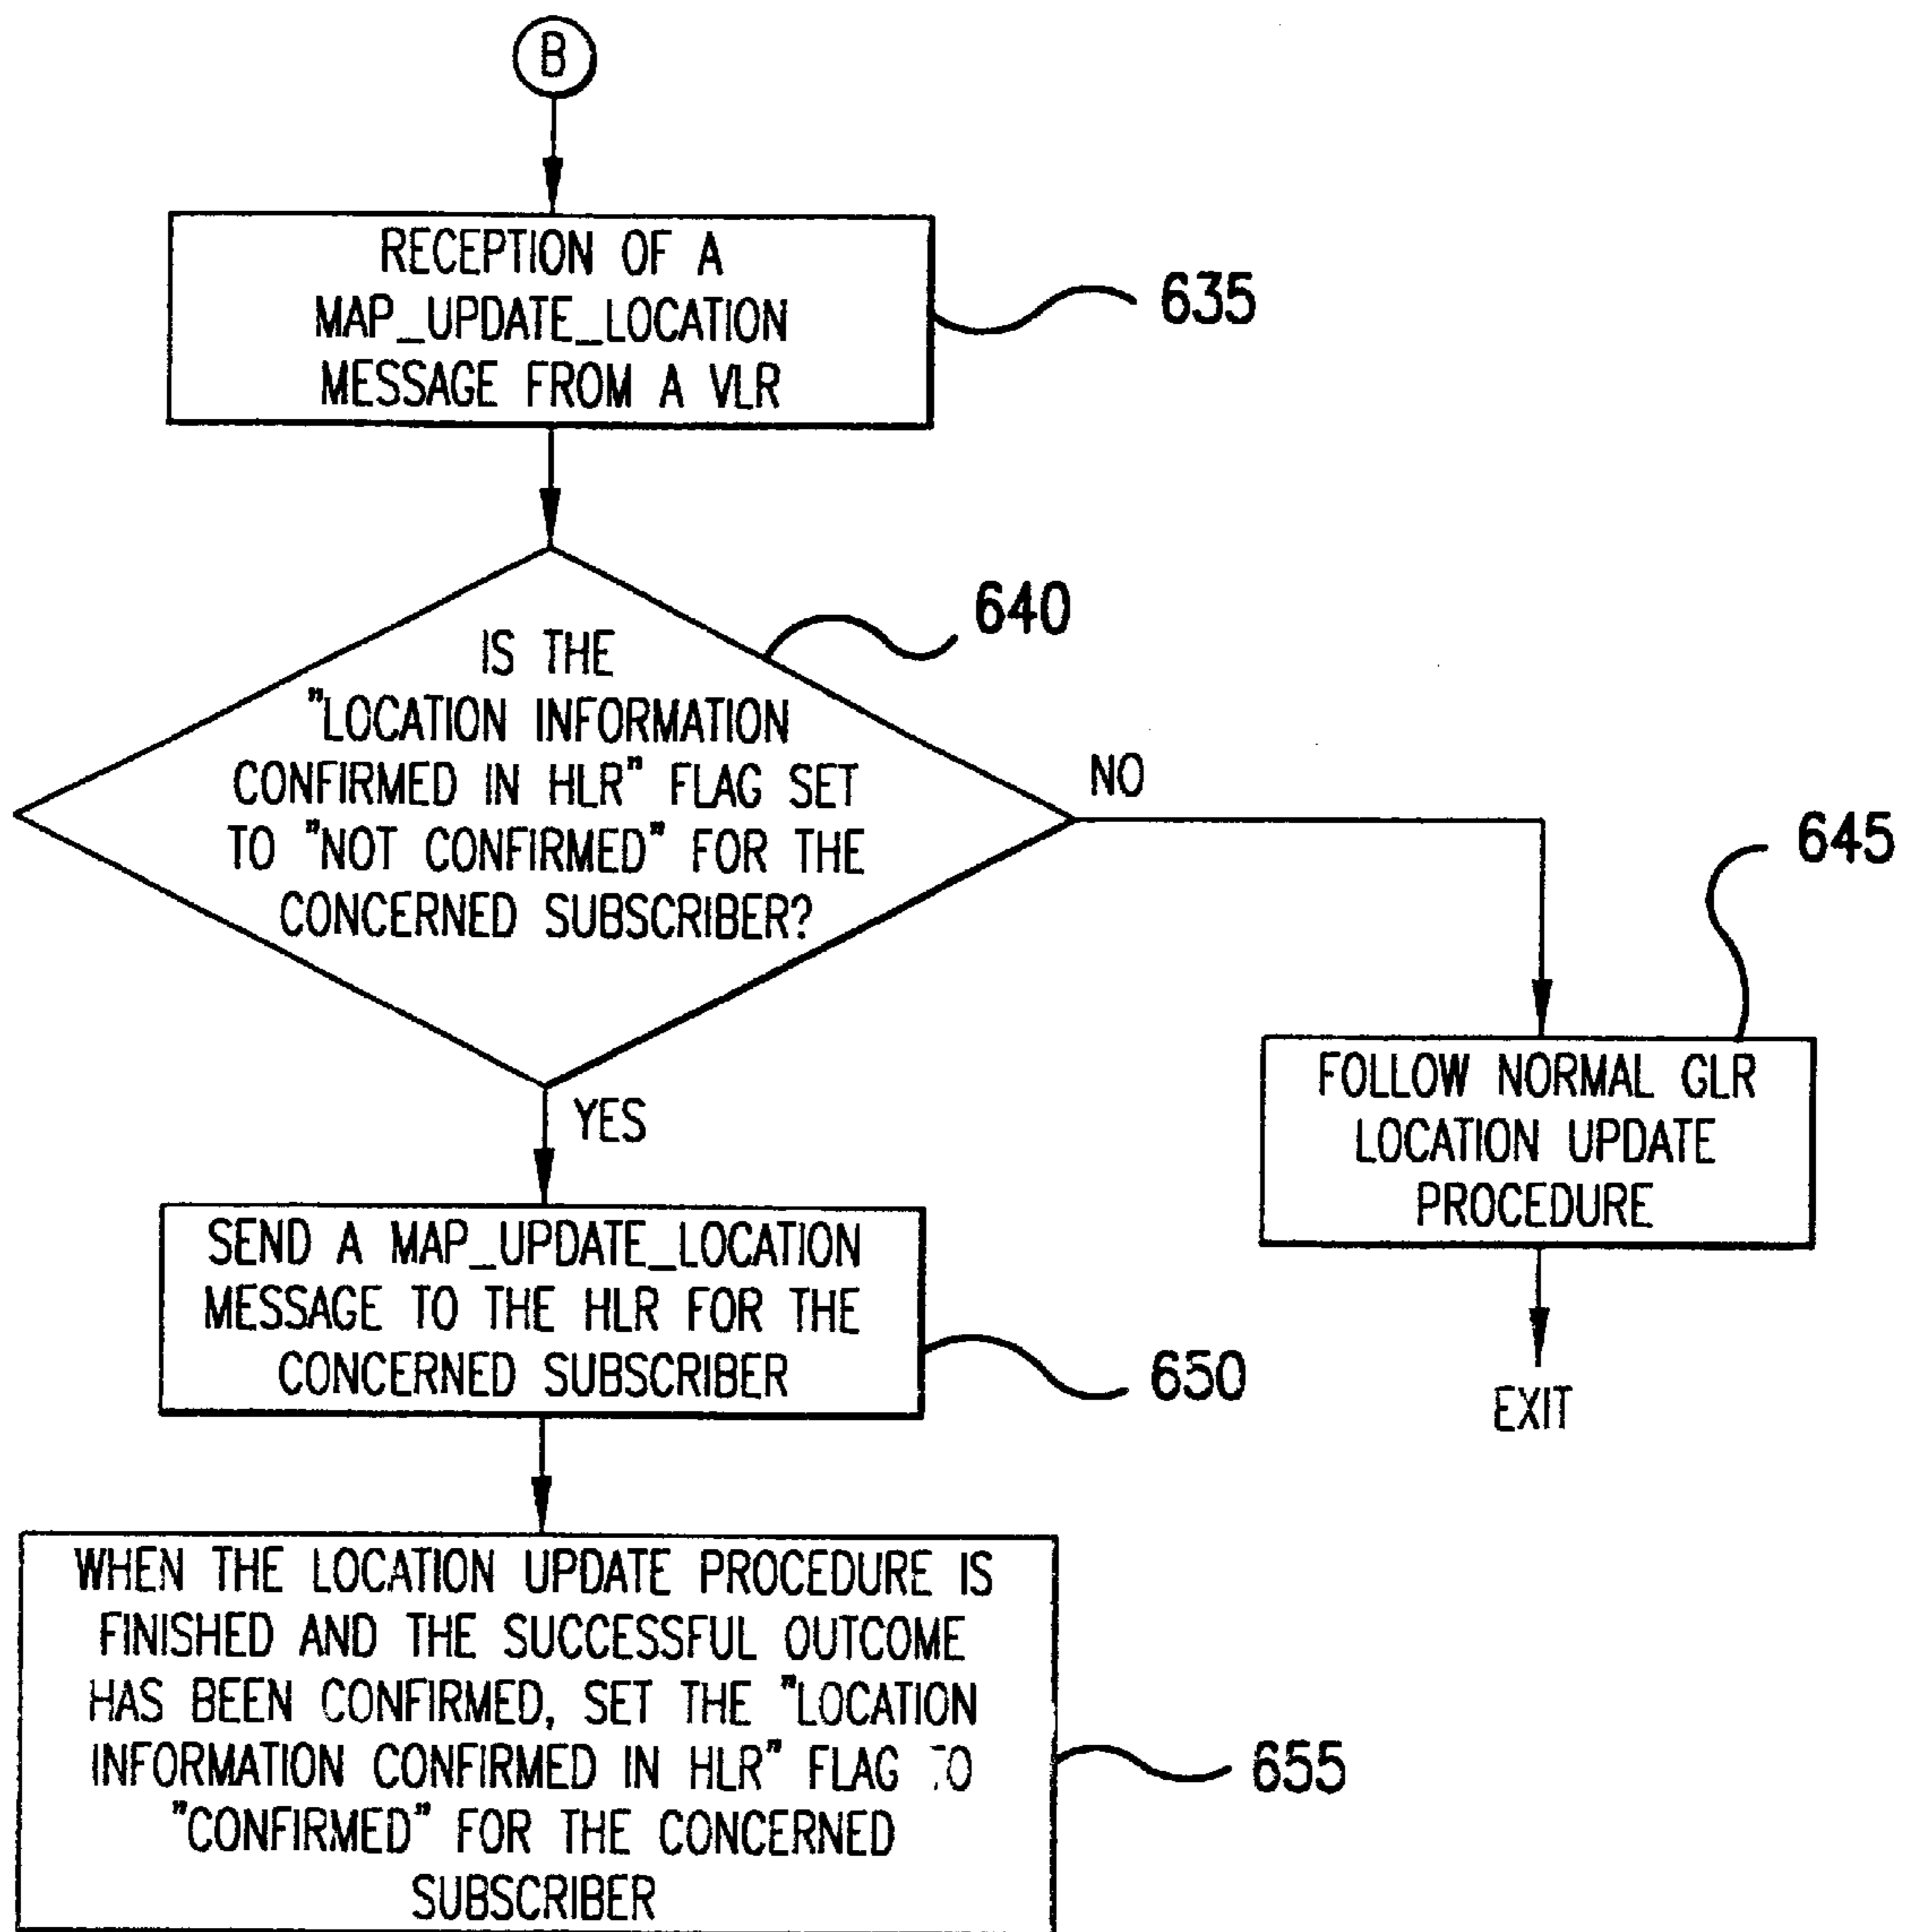 B
RECEPTION OF A
MAP_UPDATE_LOCATION
MESSAGE FROM A VLR
635
640
IS THE
"LOCATION INFORMATION
CONFIRMED IN HLR" FLAG SET
TO "NOT CONFIRMED" FOR THE
CONCERNED SUBSCRIBER?
NO
645
FOLLOW NORMAL GLR
LOCATION UPDATE
PROCEDURE
EXIT
YES
SEND A MAP_UPDATE_LOCATION
MESSAGE TO THE HLR FOR THE
CONCERNED SUBSCRIBER
650
WHEN THE LOCATION UPDATE PROCEDURE IS
FINISHED AND THE SUCCESSFUL OUTCOME
HAS BEEN CONFIRMED, SET THE "LOCATION
INFORMATION CONFIRMED IN HLR" FLAG TO
"CONFIRMED" FOR THE CONCERNED
SUBSCRIBER
655